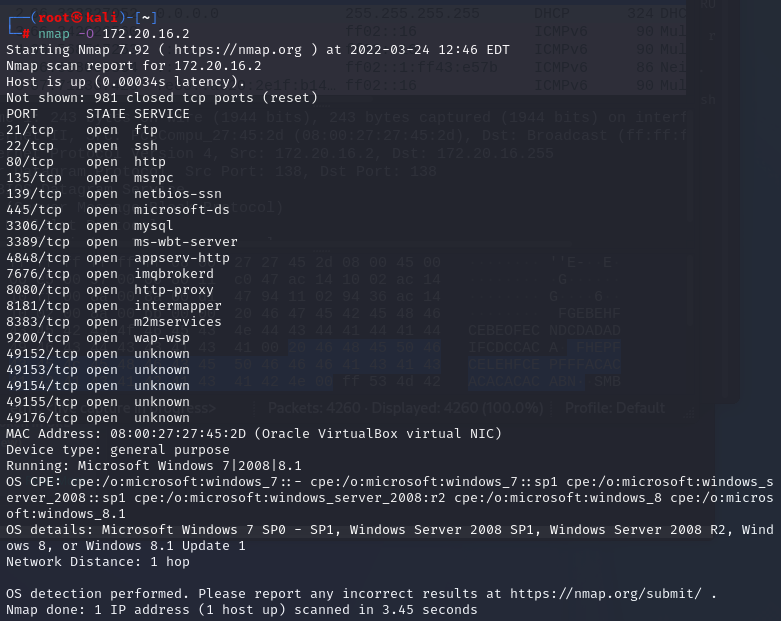 ┌──(root㉿kali)-[~]
└─# nmap -O 172.20.16.2
Starting Nmap 7.92 ( https://nmap.org ) at 2022-03-24 12:46 EDT
Nmap scan report for 172.20.16.2
Host is up (0.00034s latency).
Not shown: 981 closed tcp ports (reset)
PORT      STATE SERVICE
21/tcp    open  ftp
22/tcp    open  ssh
80/tcp    open  http
135/tcp   open  msrpc
139/tcp   open  netbios-ssn
445/tcp   open  microsoft-ds
3306/tcp  open  mysql
3389/tcp  open  ms-wbt-server
4848/tcp  open  appserv-http
7676/tcp  open  imqbrokerd
8080/tcp  open  http-proxy
8181/tcp  open  intermapper
8383/tcp  open  m2mservices
9200/tcp  open  wap-wsp
49152/tcp open  unknown
49153/tcp open  unknown
49154/tcp open  unknown
49155/tcp open  unknown
49176/tcp open  unknown
MAC Address: 08:00:27:27:45:2D (Oracle VirtualBox virtual NIC)
Device type: general purpose
Running: Microsoft Windows 7|2008|8.1
OS CPE: cpe:/o:microsoft:windows_7::- cpe:/o:microsoft:windows_7::sp1 cpe:/o:microsoft:windows_s
erver_2008::sp1 cpe:/o:microsoft:windows_server_2008:r2 cpe:/o:microsoft:windows_8 cpe:/o:micros
oft:windows_8.1
OS details: Microsoft Windows 7 SP0 - SP1, Windows Server 2008 SP1, Windows Server 2008 R2, Wind
ows 8, or Windows 8.1 Update 1
Network Distance: 1 hop
OS detection performed. Please report any incorrect results at https://nmap.org/submit/ .
Nmap done: 1 IP address (1 host up) scanned in 3.45 seconds